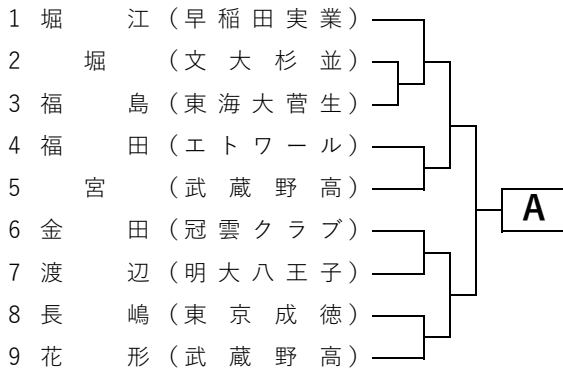 1 堀 江 (早稲田実業)
2 堀 (文大杉並)
3 福 島 (東海大菅生)
4 福 田 (エトワール)
5 宮 (武蔵野高)
A
6 金 田 (冠雲クラブ)
7 渡 辺 (明大八王子)
8 長 嶋 (東京成徳)
9 花 形 (武蔵野高)